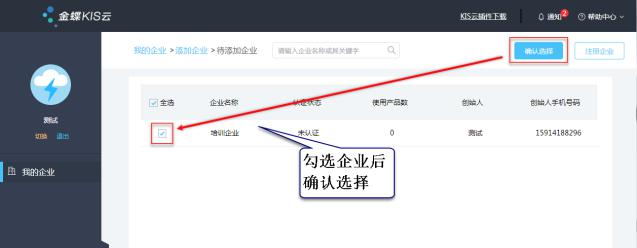 金蝶KIS云
KIS云插件下载
通知2
帮助中心
我的企业 >添加企业 >待添加企业
请输入企业名称或其关键字
确认选择
注册企业
测试
切换 退出
我的企业
全选 企业名称 认证状态 使用产品数 创始人 创始人手机号码
培训企业 未认证 0 测试 15914188296
勾选企业后
确认选择